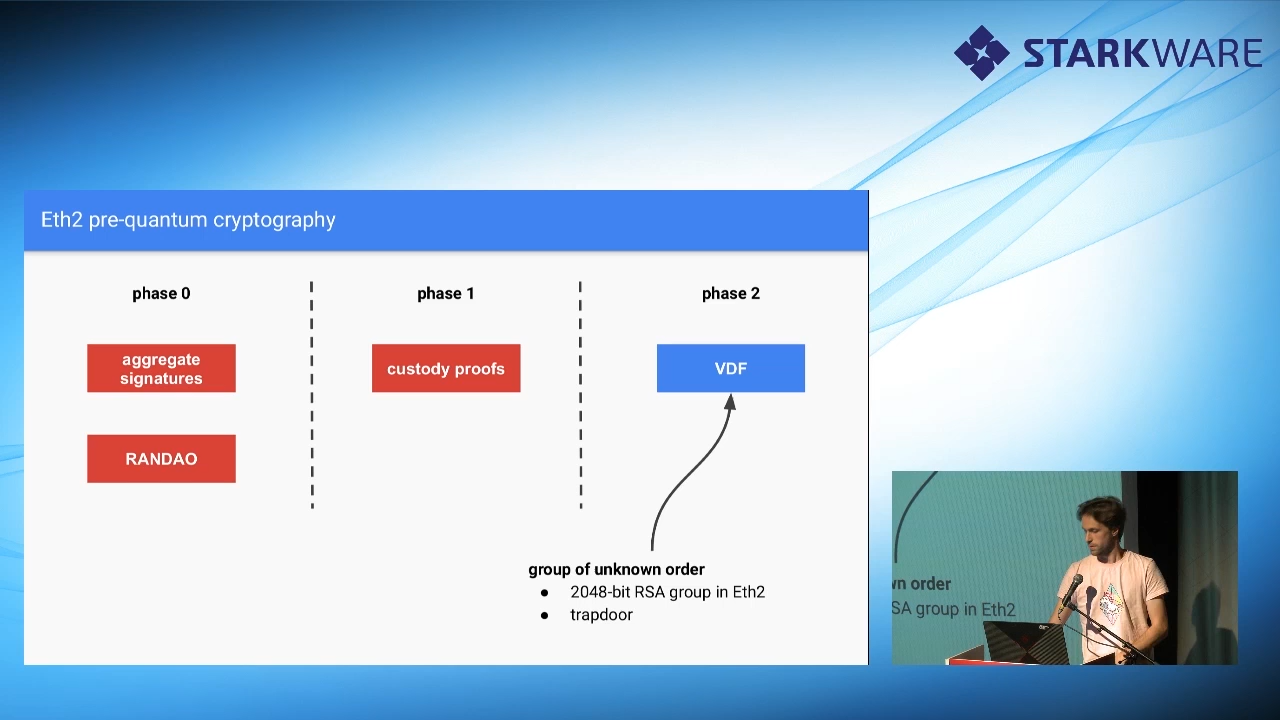 STARKWARE
Eth2 pre-quantum cryptography
phase 0
phase 1
phase 2
aggregate
signatures
custody proofs
VDF
RANDAO
group of unknown order
● 2048-bit RSA group in Eth2
● trapdoor
wn order
SA group in Eth2